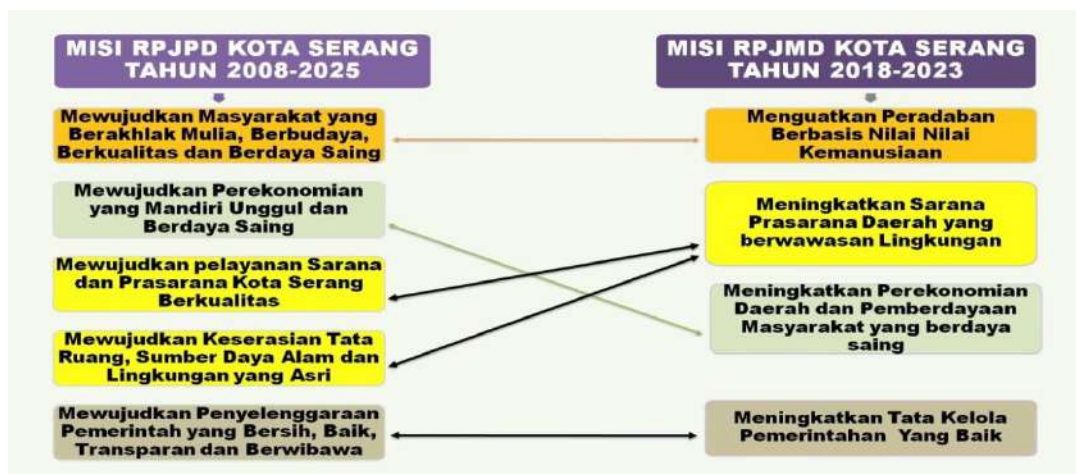 MISI RPJPD KOTA SERANG
TAHUN 2008-2025
Mewujudkan Masyarakat yang
Berakhlak Mulia, Berbudaya,
Berkualitas dan Berdaya Saing
Mewujudkan Perekonomian
yang Mandiri Unggul dan
Berdaya Saing
Mewujudkan pelayanan Sarana
dan Prasarana Kota Serang
Berkualitas
Mewujudkan Keserasian Tata
Ruang, Sumber Daya Alam dan
Lingkungan yang Asri
Mewujudkan Penyelenggaraan
Pemerintah yang Bersih, Baik,
Transparan dan Berwibawa
MISI RPJMD KOTA SERANG
TAHUN 2018-2023
Menguatkan Peradaban
Berbasis Nilai Nilai
Kemanusiaan
Meningkatkan Sarana
Prasarana Daerah yang
berwawasan Lingkungan
Meningkatkan Perekonomian
Daerah dan Pemberdayaan
Masyarakat yang berdaya
saing
Meningkatkan Tata Kelola
Pemerintahan Yang Baik